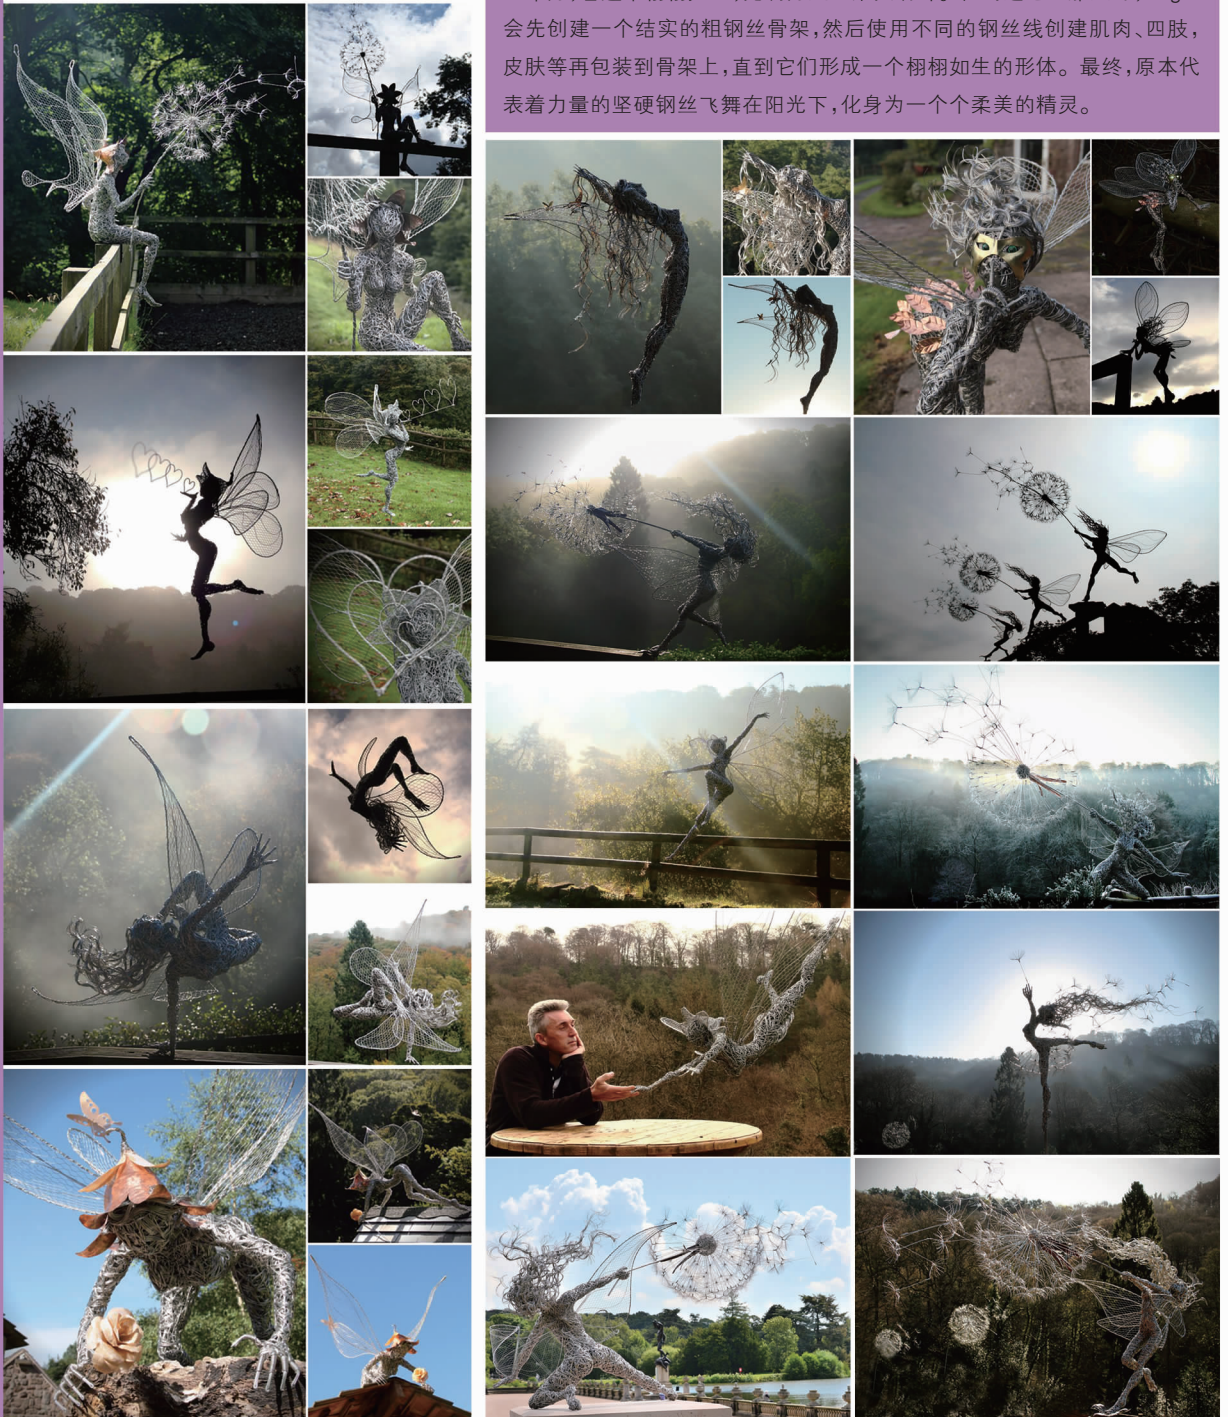 会先创建一个结实的粗钢丝骨架,然后使用不同的钢丝线创建肌肉、四肢,
皮肤等再包装到骨架上,直到它们形成一个栩栩如生的形体。最终,原本代
表着力量的坚硬钢丝飞舞在阳光下,化身为一个个柔美的精灵。